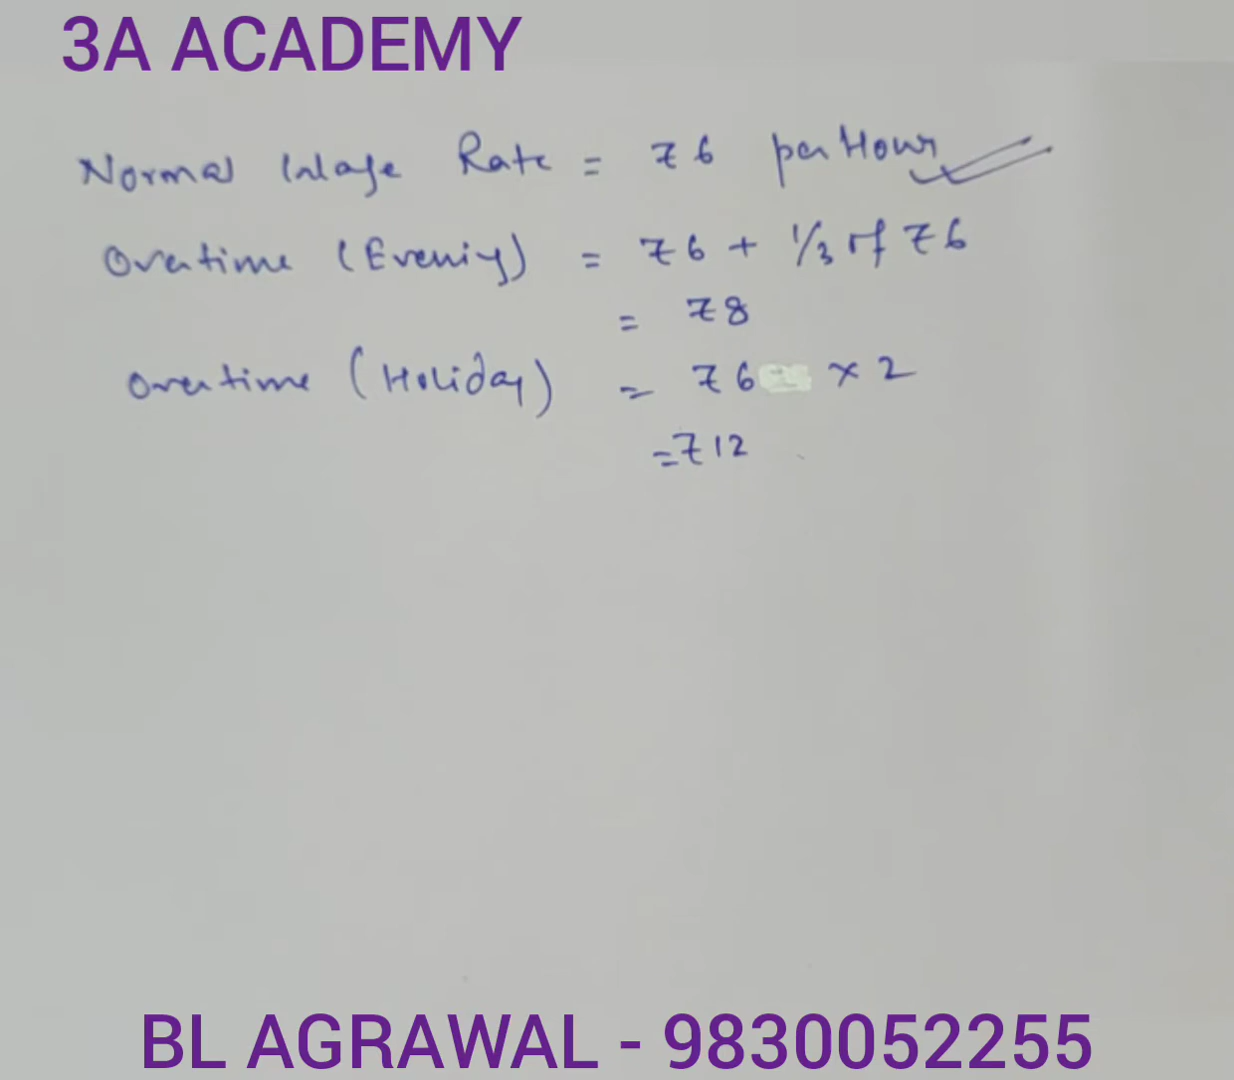 3A ACADEMY
Normal Wage Rate = ₹6 per Hour
Overtime (Evening) = ₹6 + 1/3 of ₹6
= ₹8
Overtime (Holiday) = ₹6 × 2
= ₹12
BL AGRAWAL - 9830052255